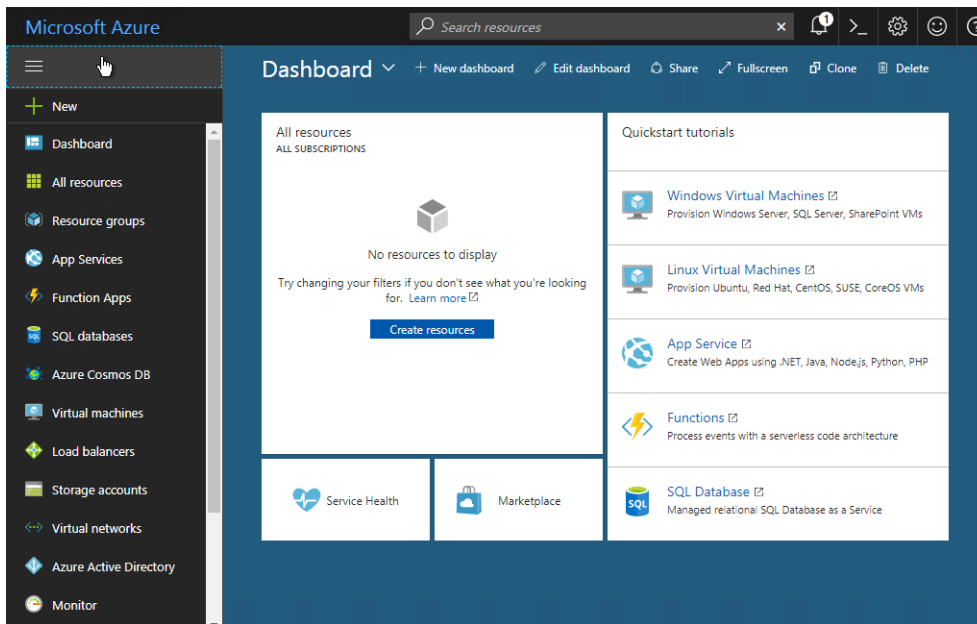 Microsoft Azure
Search resources
1
New
Dashboard
All resources
Resource groups
App Services
Function Apps
SQL databases
SQL
Azure Cosmos DB
Virtual machines
Load balancers
Storage accounts
Virtual networks
Azure Active Directory
Monitor
Dashboard
New dashboard
Edit dashboard
Share
Fullscreen
Clone
Delete
All resources
ALL SUBSCRIPTIONS
No resources to display
Try changing your filters if you don't see what you're looking
for. Learn more
Create resources
Service Health
Marketplace
Quickstart tutorials
Windows Virtual Machines
Provision Windows Server, SQL Server, SharePoint VMs
Linux Virtual Machines
Provision Ubuntu, Red Hat, CentOS, SUSE, CoreOS VMs
App Service
Create Web Apps using .NET, Java, Node.js, Python, PHP
Functions
Process events with a serverless code architecture
SQL
SQL Database
Managed relational SQL Database as a Service